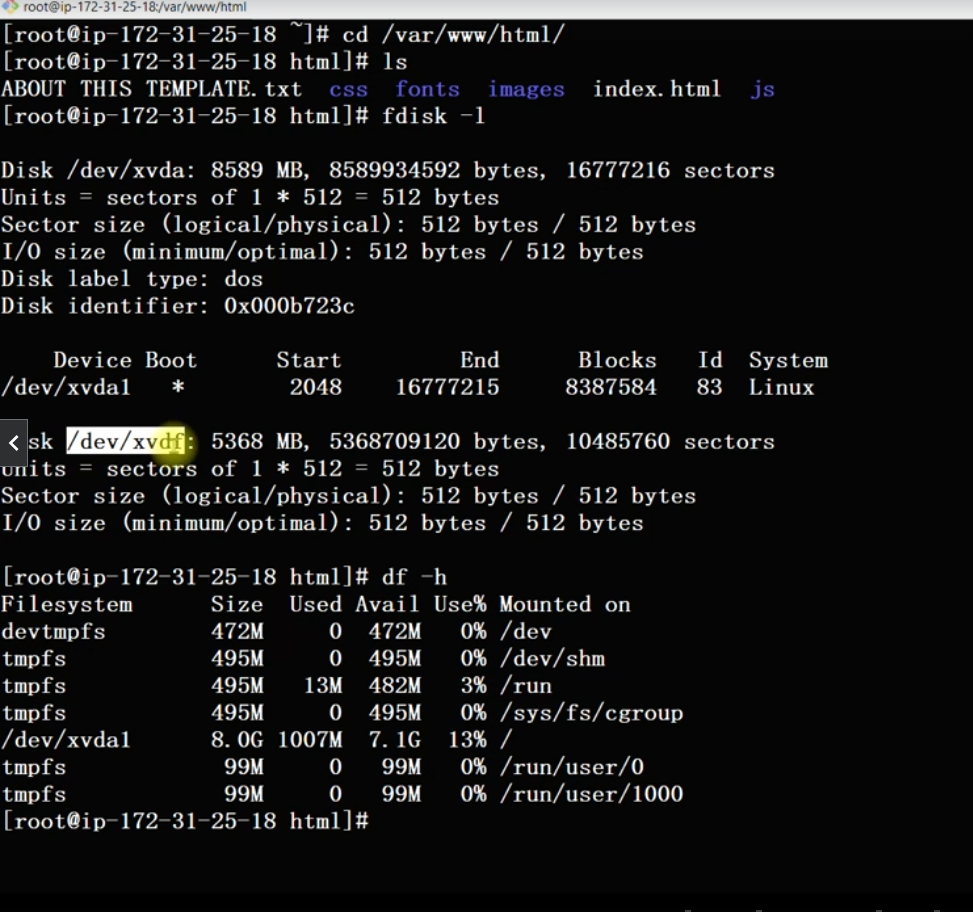 root@ip-172-31-25-18:/var/www/html
[root@ip-172-31-25-18 ~]# cd /var/www/html/
[root@ip-172-31-25-18 html]# ls
ABOUT THIS TEMPLATE.txt  css  fonts  images  index.html  js
[root@ip-172-31-25-18 html]# fdisk -l

Disk /dev/xvda: 8589 MB, 8589934592 bytes, 16777216 sectors
Units = sectors of 1 * 512 = 512 bytes
Sector size (logical/physical): 512 bytes / 512 bytes
I/O size (minimum/optimal): 512 bytes / 512 bytes
Disk label type: dos
Disk identifier: 0x000b723c

    Device Boot      Start         End      Blocks   Id  System
/dev/xvda1   *        2048    16777215     8387584   83  Linux

sk /dev/xvdf: 5368 MB, 5368709120 bytes, 10485760 sectors
Units = sectors of 1 * 512 = 512 bytes
Sector size (logical/physical): 512 bytes / 512 bytes
I/O size (minimum/optimal): 512 bytes / 512 bytes

[root@ip-172-31-25-18 html]# df -h
Filesystem      Size  Used Avail Use% Mounted on
devtmpfs        472M     0  472M   0% /dev
tmpfs           495M     0  495M   0% /dev/shm
tmpfs           495M   13M  482M   3% /run
tmpfs           495M     0  495M   0% /sys/fs/cgroup
/dev/xvda1      8.0G 1007M  7.1G  13% /
tmpfs            99M     0   99M   0% /run/user/0
tmpfs            99M     0   99M   0% /run/user/1000
[root@ip-172-31-25-18 html]#